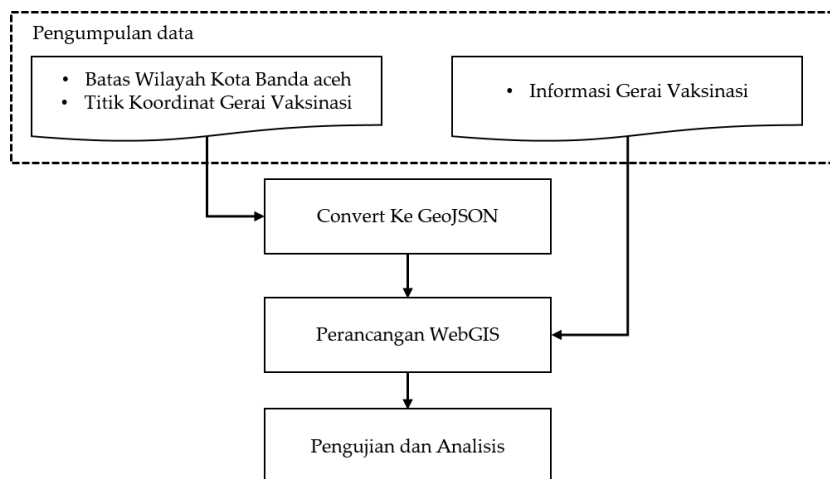 Pengumpulan data
• Batas Wilayah Kota Banda aceh
• Titik Koordinat Gerai Vaksinasi
• Informasi Gerai Vaksinasi
Convert Ke GeoJSON
Perancangan WebGIS
Pengujian dan Analisis